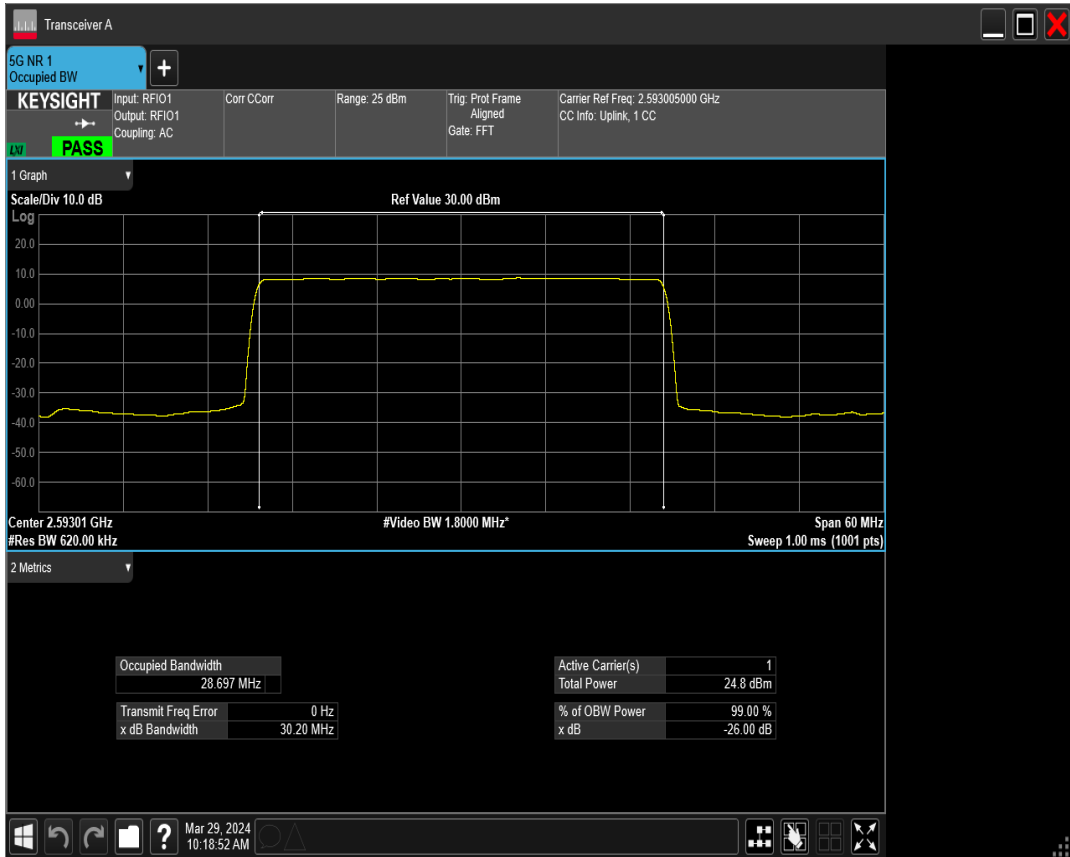 Transceiver A
5G NR 1
Occupied BW
+
KEYSIGHT
LXI
PASS
Input: RFIO1
Output: RFIO1
Coupling: AC
Corr CCorr
Range: 25 dBm
Trig: Prot Frame
Aligned
Gate: FFT
Carrier Ref Freq: 2.593005000 GHz
CC Info: Uplink, 1 CC
1 Graph
Scale/Div 10.0 dB
Ref Value 30.00 dBm
Log
20.0
10.0
0.00
-10.0
-20.0
-30.0
-40.0
-50.0
-60.0
Center 2.59301 GHz
#Video BW 1.8000 MHz*
Span 60 MHz
#Res BW 620.00 kHz
Sweep 1.00 ms (1001 pts)
2 Metrics
Occupied Bandwidth
28.697 MHz
Transmit Freq Error 0 Hz
x dB Bandwidth 30.20 MHz
Active Carrier(s) 1
Total Power 24.8 dBm
% of OBW Power 99.00 %
x dB -26.00 dB
?
Mar 29, 2024
10:18:52 AM